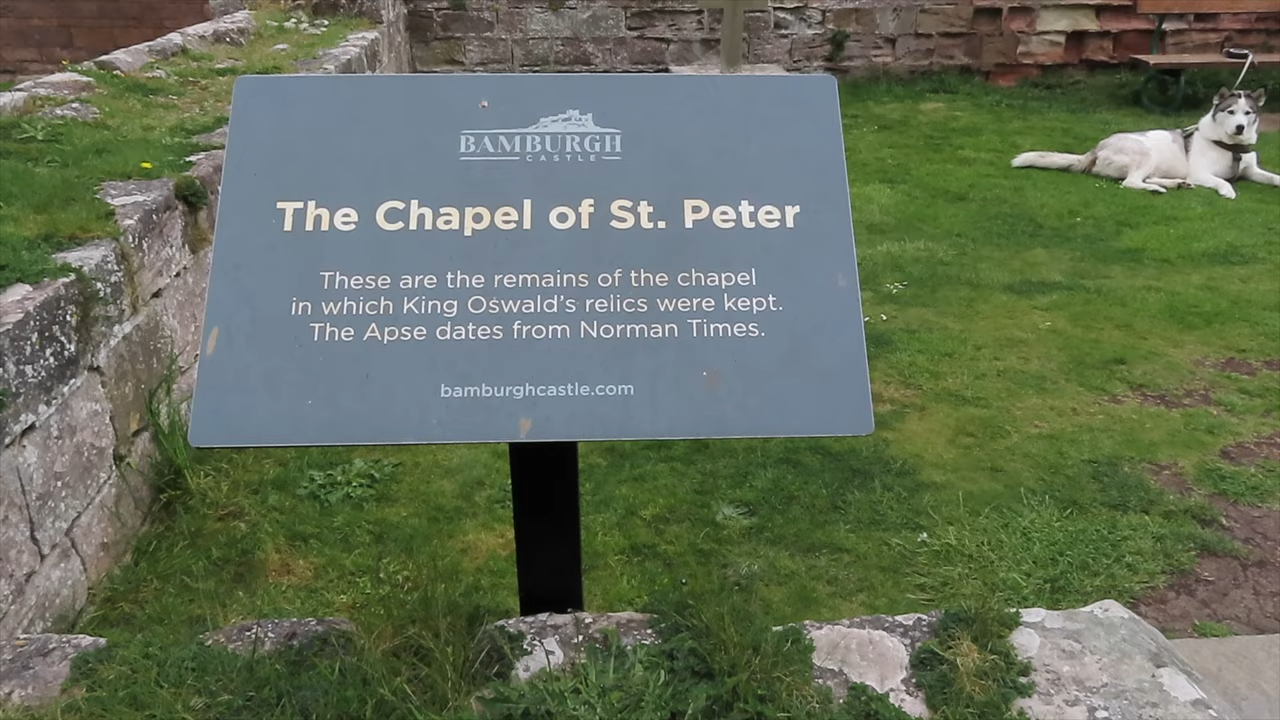 BAMBURGH
CASTLE
The Chapel of St. Peter
These are the remains of the chapel
in which King Oswald's relics were kept.
The Apse dates from Norman Times.
bamburghcastle.com